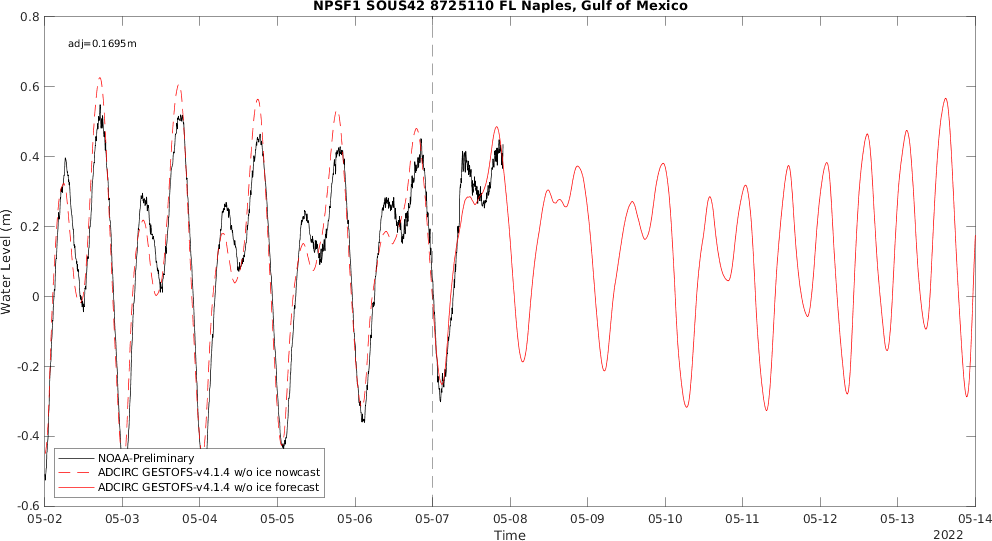 NPSF1 SOUS42 8725110 FL Naples, Gulf of Mexico
0.8
adj=0.1695m
0.6
0.4
0.2
0
-0.2
-0.4
-0.6
Water Level (m)
NOAA-Preliminary
ADCIRC GESTOFS-v4.1.4 w/o ice nowcast
ADCIRC GESTOFS-v4.1.4 w/o ice forecast
05-02 05-03 05-04 05-05 05-06 05-07 05-08 05-09 05-10 05-11 05-12 05-13 05-14
Time
2022